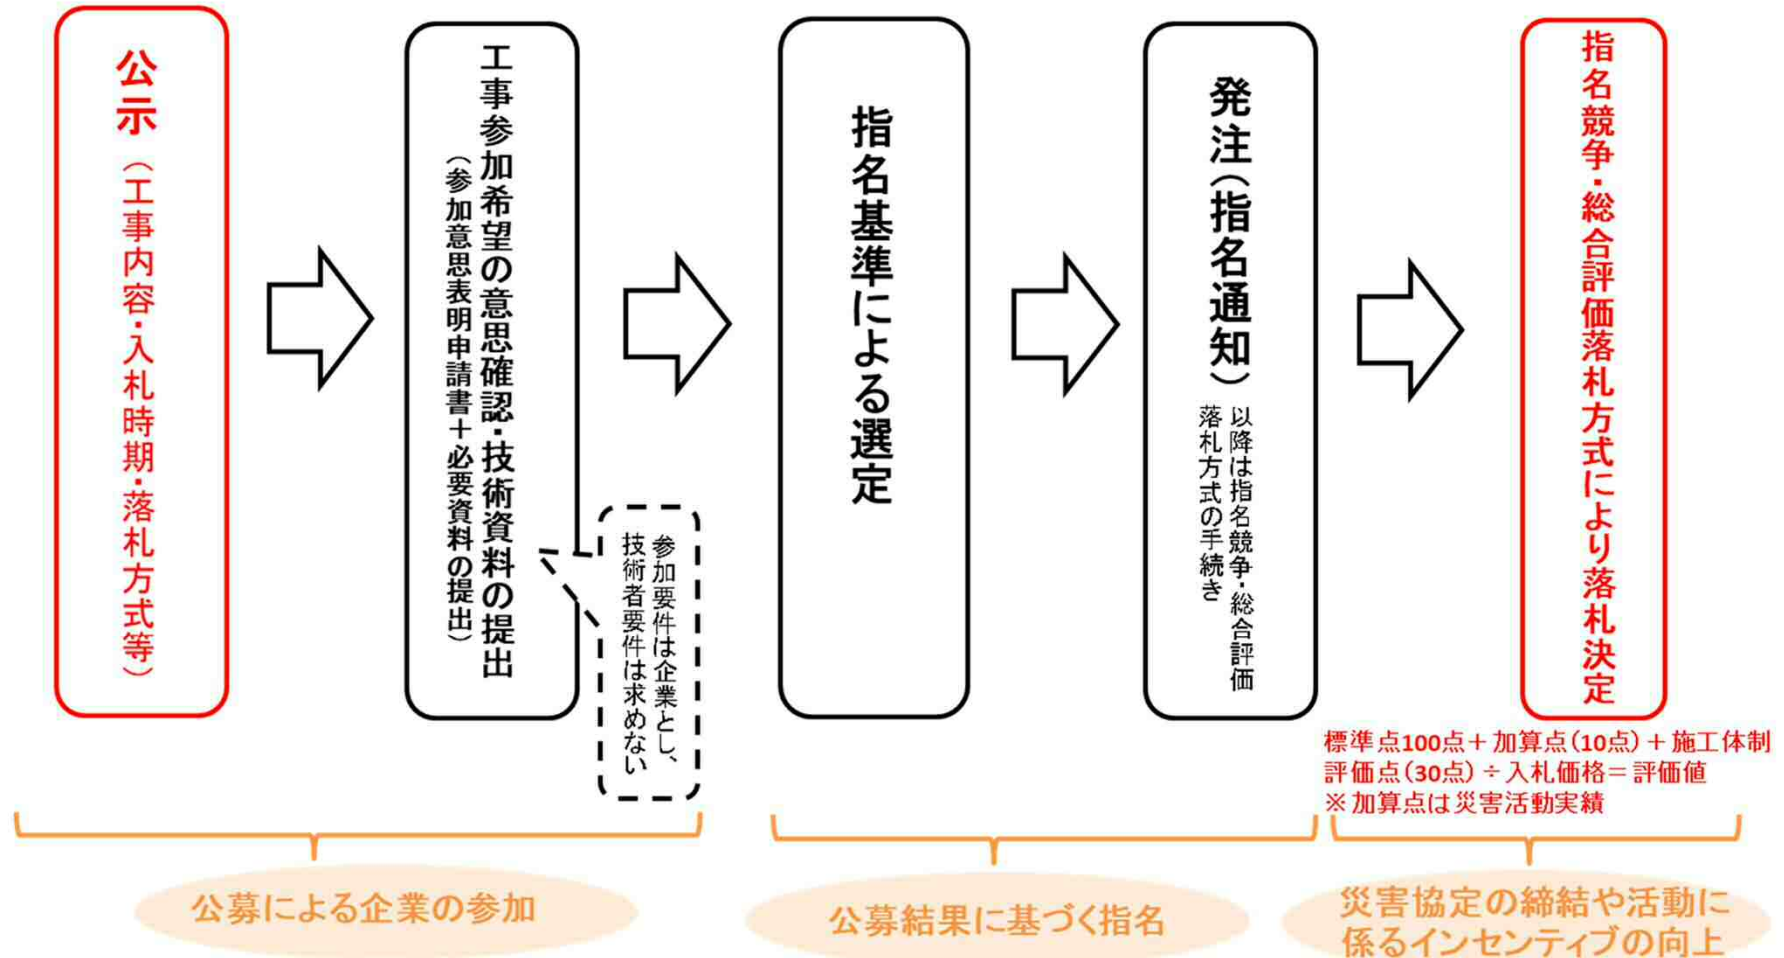 公示（工事内容・入札時期・落札方式等）
工事参加希望の意思確認・技術資料の提出
（参加意思表明申請書＋必要資料の提出）
参加要件は企業とし、
技術者要件は求めない
指名基準による選定
発注（指名通知）
以降は指名競争・総合評価
落札方式の手続き
指名競争・総合評価落札方式により落札決定
標準点100点＋加算点（10点）＋施工体制
評価点（30点）÷入札価格＝評価値
※加算点は災害活動実績
公募による企業の参加
公募結果に基づく指名
災害協定の締結や活動に
係るインセンティブの向上